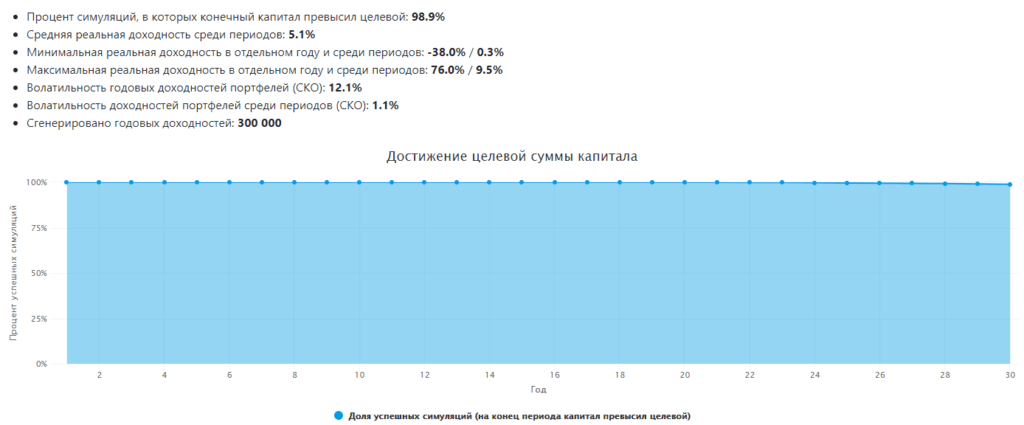 Процент симуляций, в которых конечный капитал превысил целевой: 98.9%
Средняя реальная доходность среди периодов: 5.1%
Минимальная реальная доходность в отдельном году и среди периодов: -38.0% / 0.3%
Максимальная реальная доходность в отдельном году и среди периодов: 76.0% / 9.5%
Волатильность годовых доходностей портфелей (СКО): 12.1%
Волатильность доходностей портфелей среди периодов (СКО): 1.1%
Сгенерировано годовых доходностей: 300 000
Достижение целевой суммы капитала
Процент успешных симуляций
100%
75%
50%
25%
0%
2 4 6 8 10 12 14 16 18 20 22 24 26 28 30
Год
Доля успешных симуляций (на конец периода капитал превысил целевой)